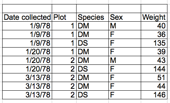 Date collected Plot Species Sex Weight
1/9/78 1 DM M 40
1/9/78 1 DM F 36
1/9/78 1 DS F 135
1/20/78 1 DM F 39
1/20/78 2 DM M 43
1/20/78 2 DS F 144
3/13/78 2 DM F 51
3/13/78 2 DM F 44
3/13/78 2 DS F 146